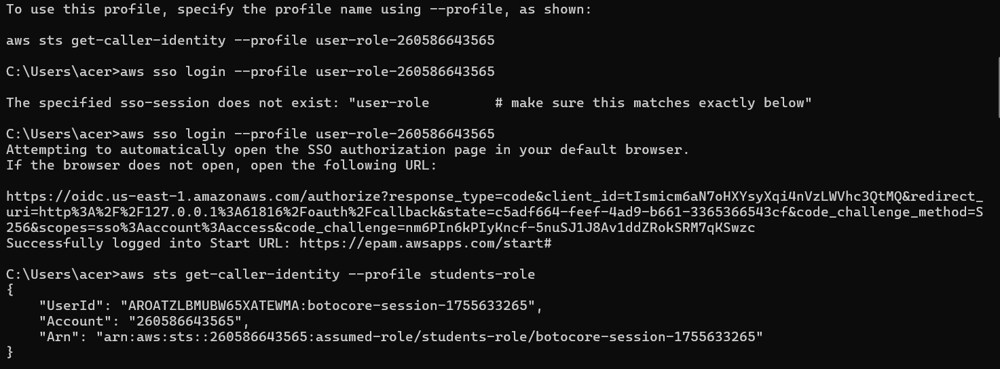 To use this profile, specify the profile name using --profile, as shown:
aws sts get-caller-identity --profile user-role-260586643565
C:\Users\acer>aws sso login --profile user-role-260586643565
The specified sso-session does not exist: "user-role        # make sure this matches exactly below"
C:\Users\acer>aws sso login --profile user-role-260586643565
Attempting to automatically open the SSO authorization page in your default browser.
If the browser does not open, open the following URL:
https://oidc.us-east-1.amazonaws.com/authorize?response_type=code&client_id=tIsmicm6aN7oHXYsyXqi4nVzLWVhc3QtMQ&redirect_
uri=http%3A%2F%2F127.0.0.1%3A61816%2Foauth%2Fcallback&state=c5adf664-feef-4ad9-b661-3365366543cf&code_challenge_method=S
256&scopes=sso%3Aaccount%3Aaccess&code_challenge=nm6PIn6kPIyKncf-5nuSJ1J8Av1ddZRokSRM7qKSwzc
Successfully logged into Start URL: https://epam.awsapps.com/start#
C:\Users\acer>aws sts get-caller-identity --profile students-role
{
    "UserId": "AROATZLBMUBW65XATEWMA:botocore-session-1755633265",
    "Account": "260586643565",
    "Arn": "arn:aws:sts::260586643565:assumed-role/students-role/botocore-session-1755633265"
}